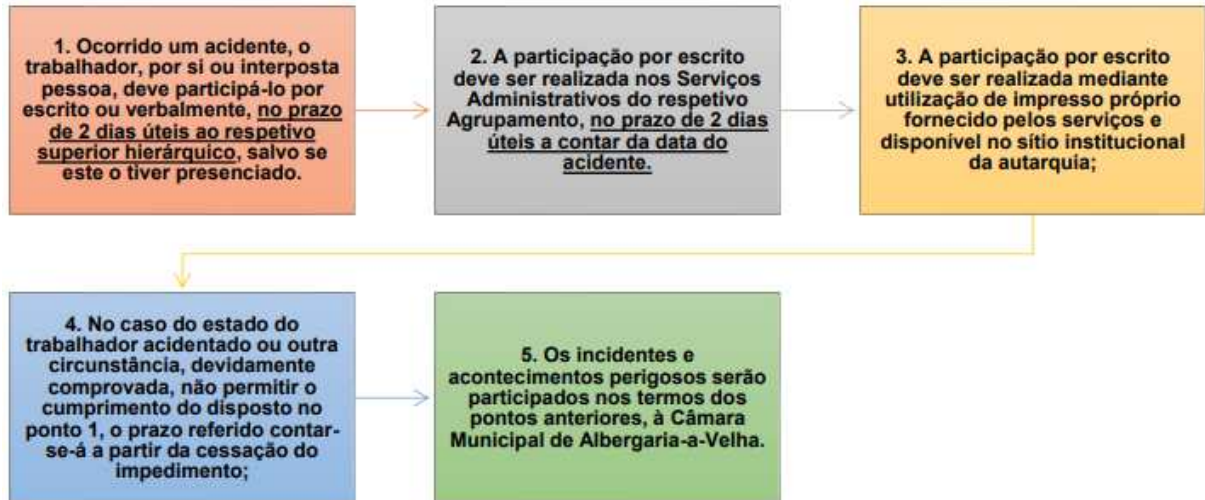 1. Ocorrido um acidente, o
trabalhador, por si ou interposta
pessoa, deve participá-lo por
escrito ou verbalmente, no prazo
de 2 dias úteis ao respetivo
superior hierárquico, salvo se
este o tiver presenciado.
2. A participação por escrito
deve ser realizada nos Serviços
Administrativos do respetivo
Agrupamento, no prazo de 2 dias
úteis a contar da data do
acidente.
3. A participação por escrito
deve ser realizada mediante
utilização de impresso próprio
fornecido pelos serviços e
disponível no sítio institucional
da autarquia;
4. No caso do estado do
trabalhador acidentado ou outra
circunstância, devidamente
comprovada, não permitir o
cumprimento do disposto no
ponto 1, o prazo referido contar-
se-á a partir da cessação do
impedimento;
5. Os incidentes e
acontecimentos perigosos serão
participados nos termos dos
pontos anteriores, à Câmara
Municipal de Albergaria-a-Velha.